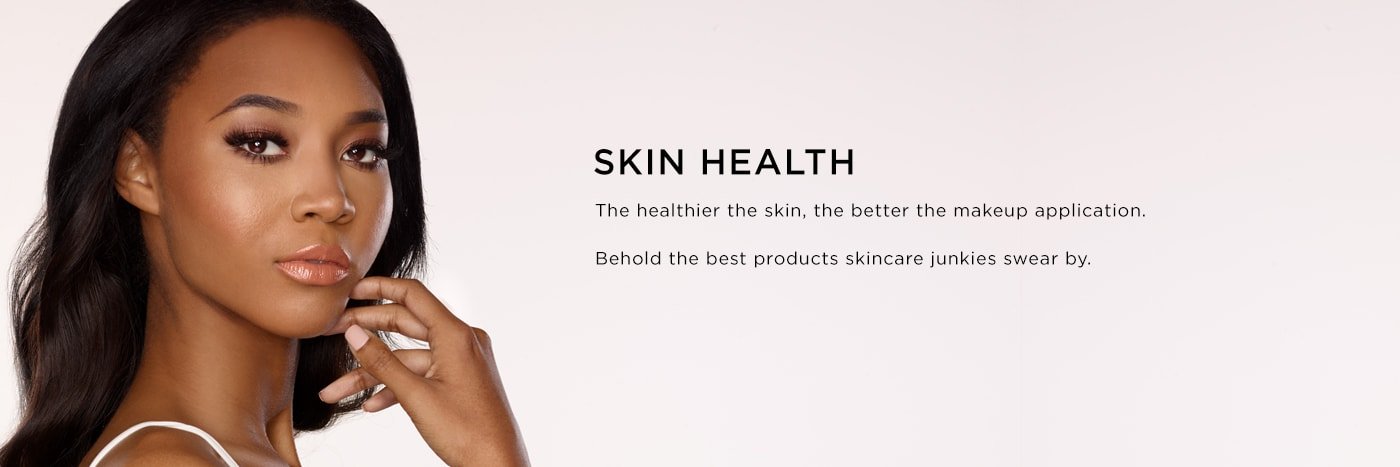 SKIN HEALTH
The healthier the skin, the better the makeup application.
Behold the best products skincare junkies swear by.